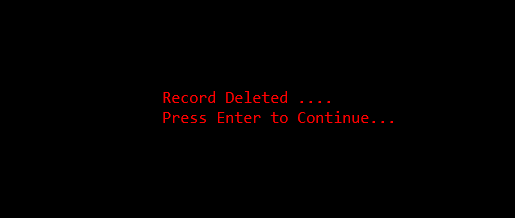 Record Deleted ....
Press Enter to Continue...